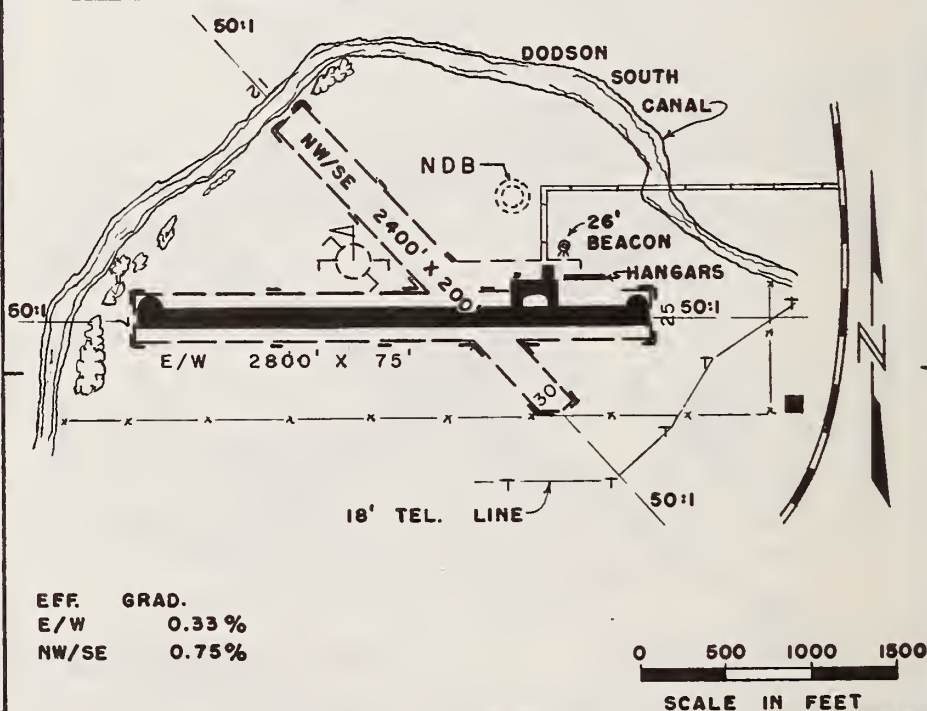 50:1
DODSON
SOUTH
CANAL
NDB
26'
BEACON
HANGARS
NW/SE 2400' X 200'
50:1
7
25
50:1
E/W 2800' X 75'
30
50:1
18' TEL. LINE
N
EFF. GRAD.
E/W 0.33%
NW/SE 0.75%
0 500 1000 1500
SCALE IN FEET